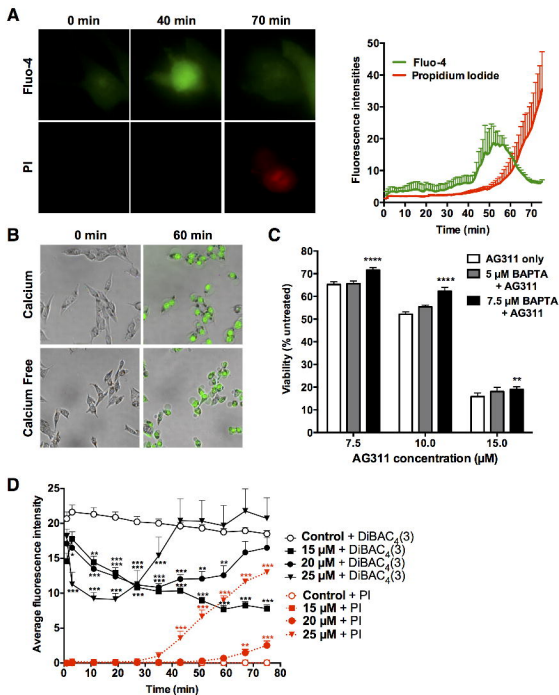 A
0 min 40 min 70 min
Fluo-4
PI
Fluorescence intensities
50
40
30
20
10
0
Fluo-4
Propidium Iodide
0 10 20 30 40 50 60 70
Time (min)
B
0 min 60 min
Calcium
Calcium Free
C
Viability (% untreated)
80
70
60
50
40
30
20
10
0
**** **** **
AG311 only
5 µM BAPTA
+ AG311
7.5 µM BAPTA
+ AG311
7.5 10.0 15.0
AG311 concentration (µM)
D
Average fluorescence intensity
25
20
15
10
5
0
0 5 10 15 20 25 30 35 40 45 50 55 60 65 70 75 80
Time (min)
Control + DiBAC4(3)
15 µM + DiBAC4(3)
20 µM + DiBAC4(3)
25 µM + DiBAC4(3)
Control + PI
15 µM + PI
20 µM + PI
25 µM + PI